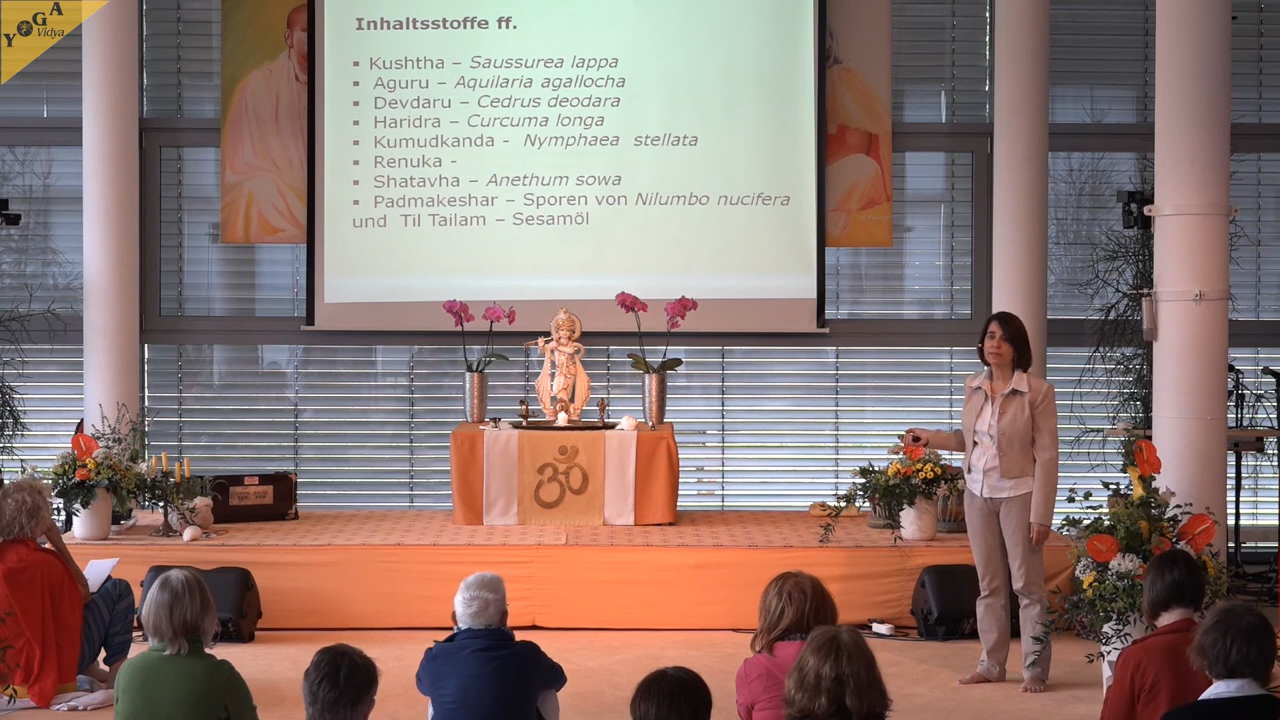 YOGA
Vidya
Inhaltsstoffe ff.
▪ Kushtha – Saussurea lappa
▪ Aguru – Aquilaria agallocha
▪ Devdaru – Cedrus deodara
▪ Haridra – Curcuma longa
▪ Kumudkanda - Nymphaea stellata
▪ Renuka -
▪ Shatavha – Anethum sowa
▪ Padmakeshar – Sporen von Nilumbo nucifera
und Til Tailam – Sesamöl
ॐ